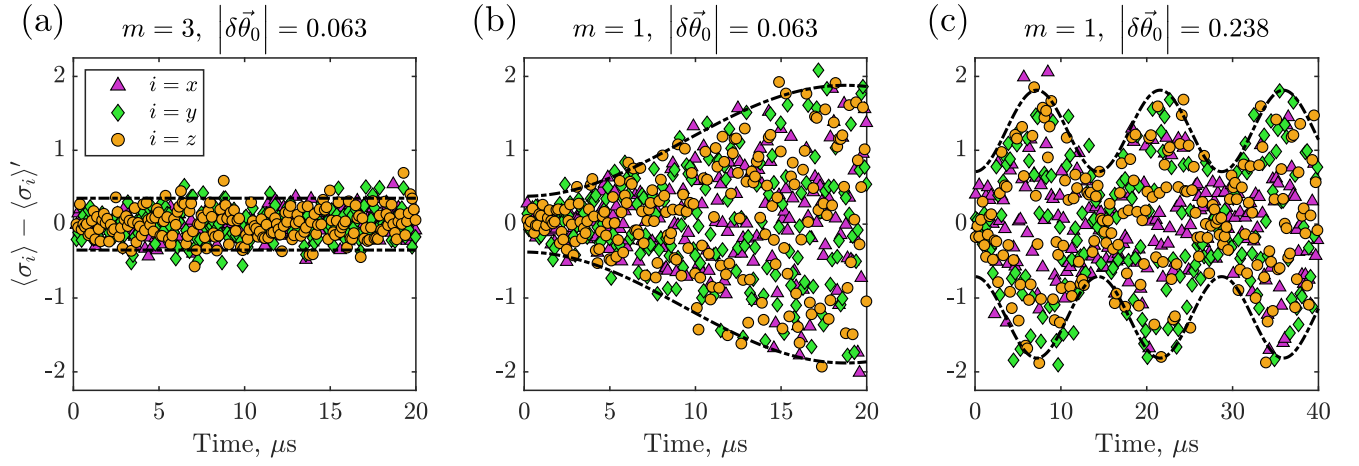 (a) m = 3, |δθ⃗₀| = 0.063
(b) m = 1, |δθ⃗₀| = 0.063
(c) m = 1, |δθ⃗₀| = 0.238
⟨σᵢ⟩ − ⟨σᵢ⟩′
2
1
0
-1
-2
i = x
i = y
i = z
0 5 10 15 20
Time, μs
2
1
0
-1
-2
0 5 10 15 20
Time, μs
2
1
0
-1
-2
0 10 20 30 40
Time, μs